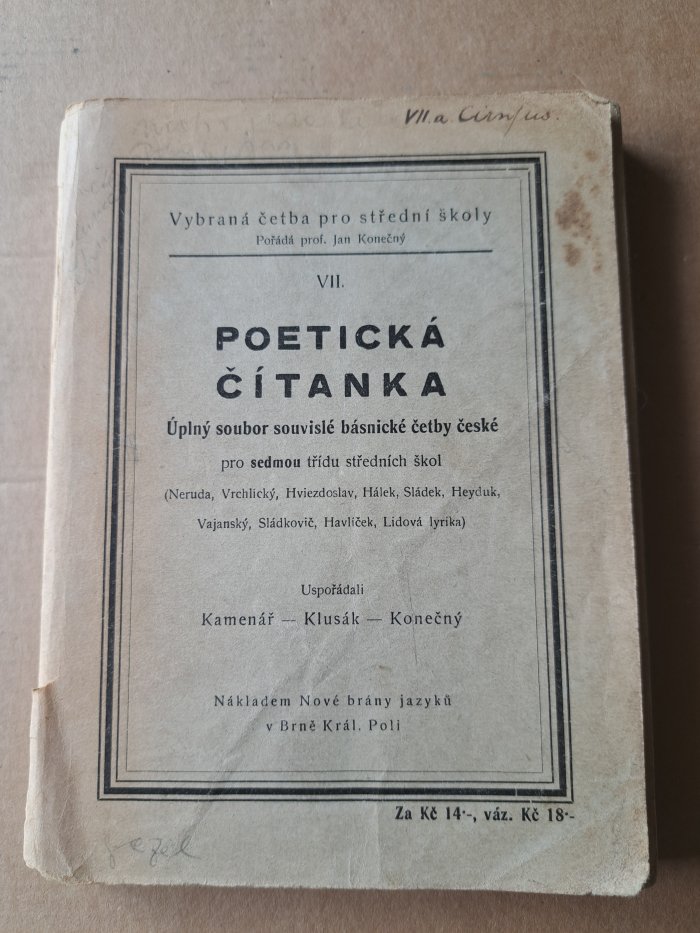 VII. a
Vybraná četba pro střední školy
Pořádá prof. Jan Konečný
VII.
POETICKÁ
ČÍTANKA
Úplný soubor souvislé básnické četby české
pro sedmou třídu středních škol
(Neruda, Vrchlický, Hviezdoslav, Hálek, Sládek, Heyduk,
Vajanský, Sládkovič, Havlíček, Lidová lyrika)
Uspořádali
Kamenář — Klusák — Konečný
Nákladem Nové brány jazyků
v Brně Král. Poli
Za Kč 14·-, váz. Kč 18·-